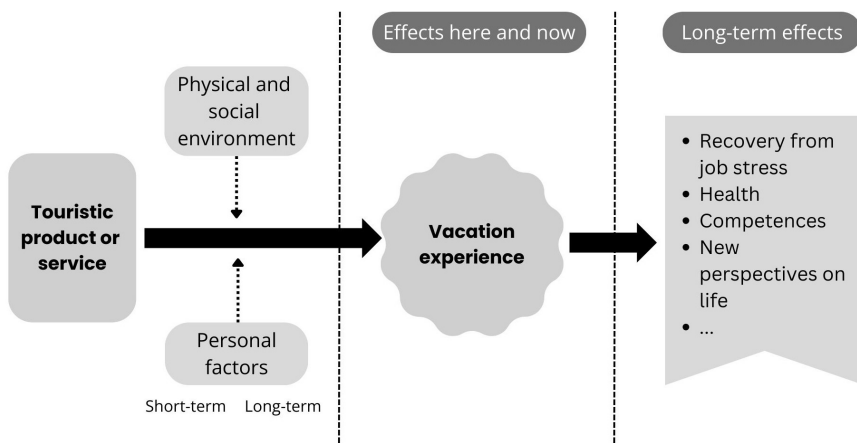 Effects here and now
Long-term effects
Physical and
social
environment
Touristic
product or
service
Vacation
experience
• Recovery from
job stress
• Health
• Competences
• New
perspectives on
life
• ...
Personal
factors
Short-term
Long-term